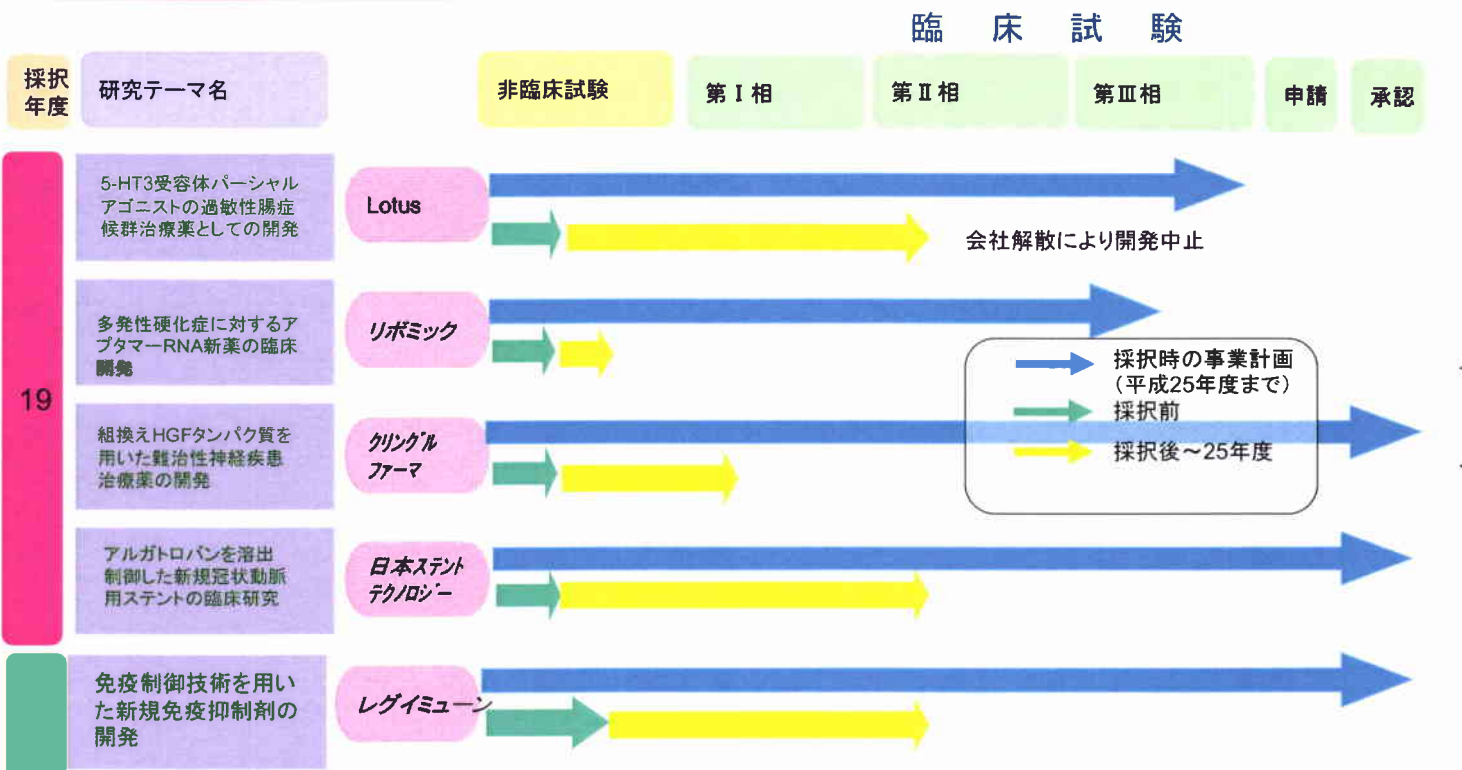 臨床試験
採択
年度
研究テーマ名
非臨床試験
第Ⅰ相
第Ⅱ相
第Ⅲ相
申請
承認
19
5-HT3受容体パーシャル
アゴニストの過敏性腸症
候群治療薬としての開発
Lotus
会社解散により開発中止
多発性硬化症に対するア
プタマーRNA新薬の臨床
開発
リボミック
採択時の事業計画
(平成25年度まで)
採択前
採択後～25年度
組換えHGFタンパク質を
用いた難治性神経疾患
治療薬の開発
クリングル
ファーマ
アルガトロバンを溶出
制御した新規冠状動脈
用ステントの臨床研究
日本ステント
テクノロジー
免疫制御技術を用い
た新規免疫抑制剤の
開発
レグイミューン